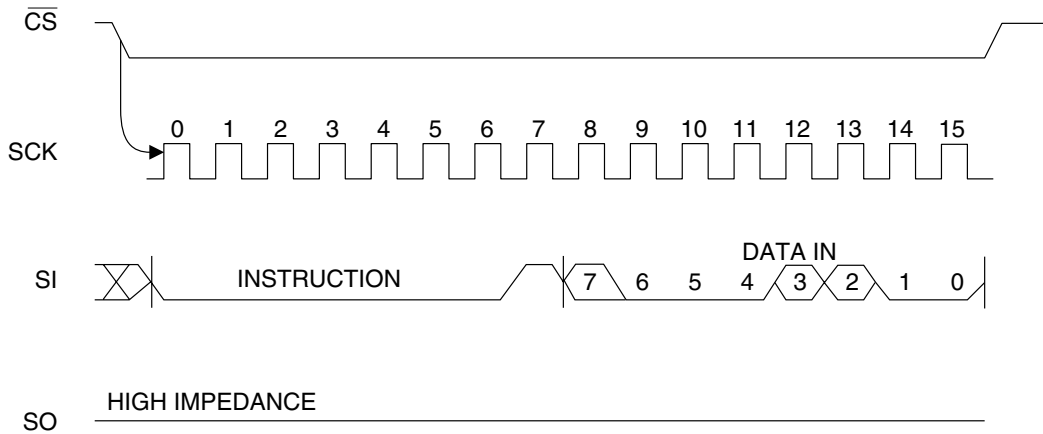 CS
0 1 2 3 4 5 6 7 8 9 10 11 12 13 14 15
SCK
DATA IN
SI INSTRUCTION 7 6 5 4 3 2 1 0
HIGH IMPEDANCE
SO